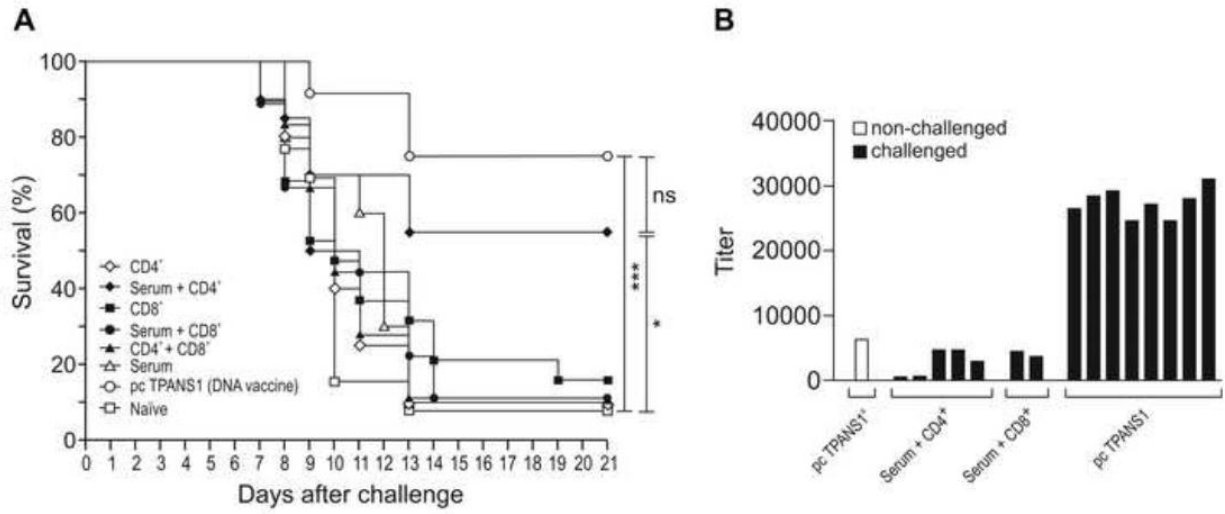 A
B
Survival (%)
100
80
60
40
20
0
CD4⁺
Serum + CD4⁺
CD8⁺
Serum + CD8⁺
CD4⁺ + CD8⁺
Serum
pc TPANS1 (DNA vaccine)
Naïve
ns
***
*
0 1 2 3 4 5 6 7 8 9 10 11 12 13 14 15 16 17 18 19 20 21
Days after challenge
Titer
40000
30000
20000
10000
0
non-challenged
challenged
pc TPANS1ᵃ
Serum + CD4⁺
Serum + CD8⁺
pc TPANS1